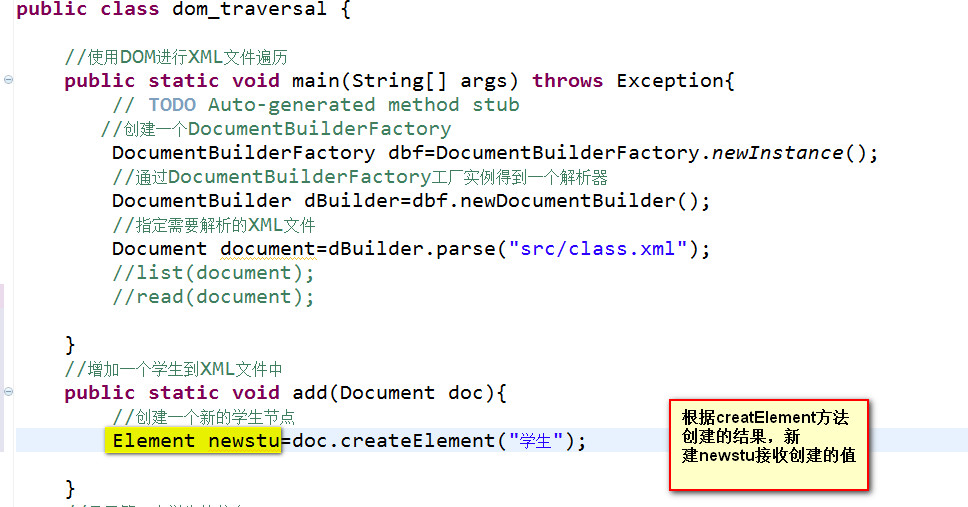 public class dom_traversal {
//使用DOM进行XML文件遍历
public static void main(String[] args) throws Exception{
// TODO Auto-generated method stub
//创建一个DocumentBuilderFactory
DocumentBuilderFactory dbf=DocumentBuilderFactory.newInstance();
//通过DocumentBuilderFactory工厂实例得到一个解析器
DocumentBuilder dBuilder=dbf.newDocumentBuilder();
//指定需要解析的XML文件
Document document=dBuilder.parse("src/class.xml");
//list(document);
//read(document);
}
//增加一个学生到XML文件中
public static void add(Document doc){
//创建一个新的学生节点
Element newstu=doc.createElement("学生");
根据creatElement方法
创建的结果，新
建newstu接收创建的值
}